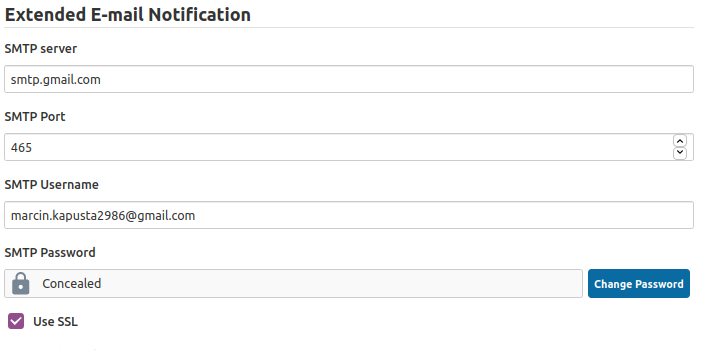 Extended E-mail Notification
SMTP server
smtp.gmail.com
SMTP Port
465
SMTP Username
marcin.kapusta2986@gmail.com
SMTP Password
Concealed
Change Password
Use SSL